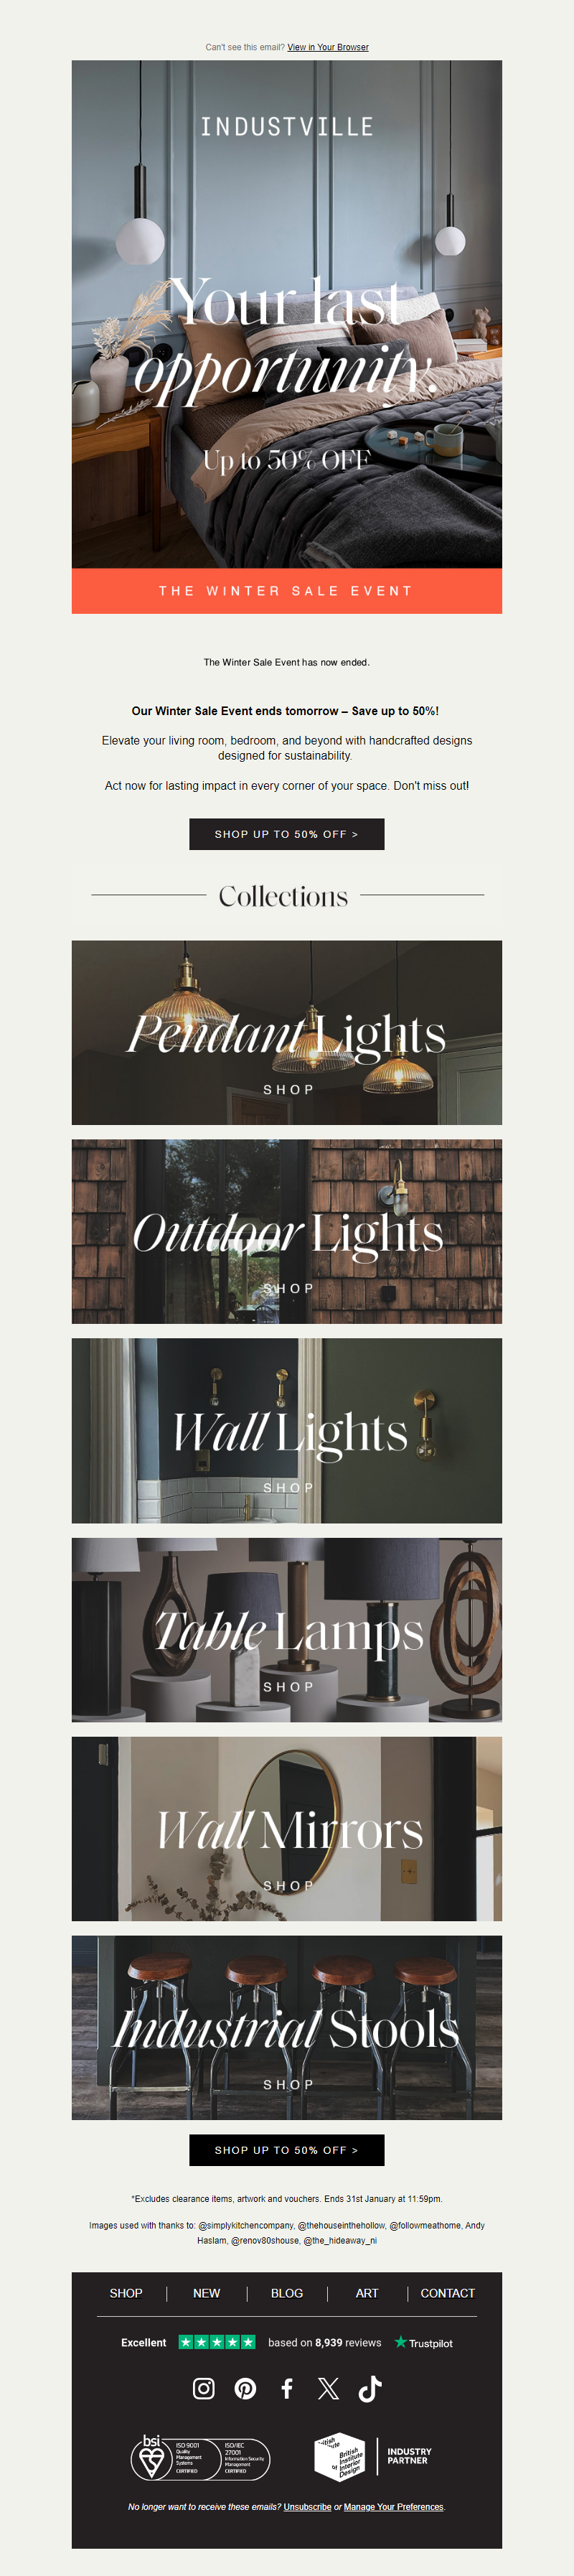 Can't see this email? View in Your Browser
INDUSTVILLE
Your last
opportunity.
Up to 50% OFF
THE WINTER SALE EVENT
The Winter Sale Event has now ended.
Our Winter Sale Event ends tomorrow – Save up to 50%!
Elevate your living room, bedroom, and beyond with handcrafted designs
designed for sustainability.
Act now for lasting impact in every corner of your space. Don't miss out!
SHOP UP TO 50% OFF >
Collections
Pendant Lights
SHOP
Outdoor Lights
SHOP
Wall Lights
SHOP
Table Lamps
SHOP
Wall Mirrors
SHOP
Industrial Stools
SHOP
SHOP UP TO 50% OFF >
*Excludes clearance items, artwork and vouchers. Ends 31st January at 11:59pm.
Images used with thanks to: @simplykitchencompany, @thehouseinthehollow, @followmeathome, Andy
Haslam, @renov80shouse, @the_hideaway_ni
SHOP
NEW
BLOG
ART
CONTACT
Excellent based on 8,939 reviews Trustpilot
bsi
ISO 9001
Quality
Management
Systems
CERTIFIED
ISO/IEC
27001
Information Security
Management
CERTIFIED
British
Institute
of Interior
Design
INDUSTRY
PARTNER
No longer want to receive these emails? Unsubscribe or Manage Your Preferences.